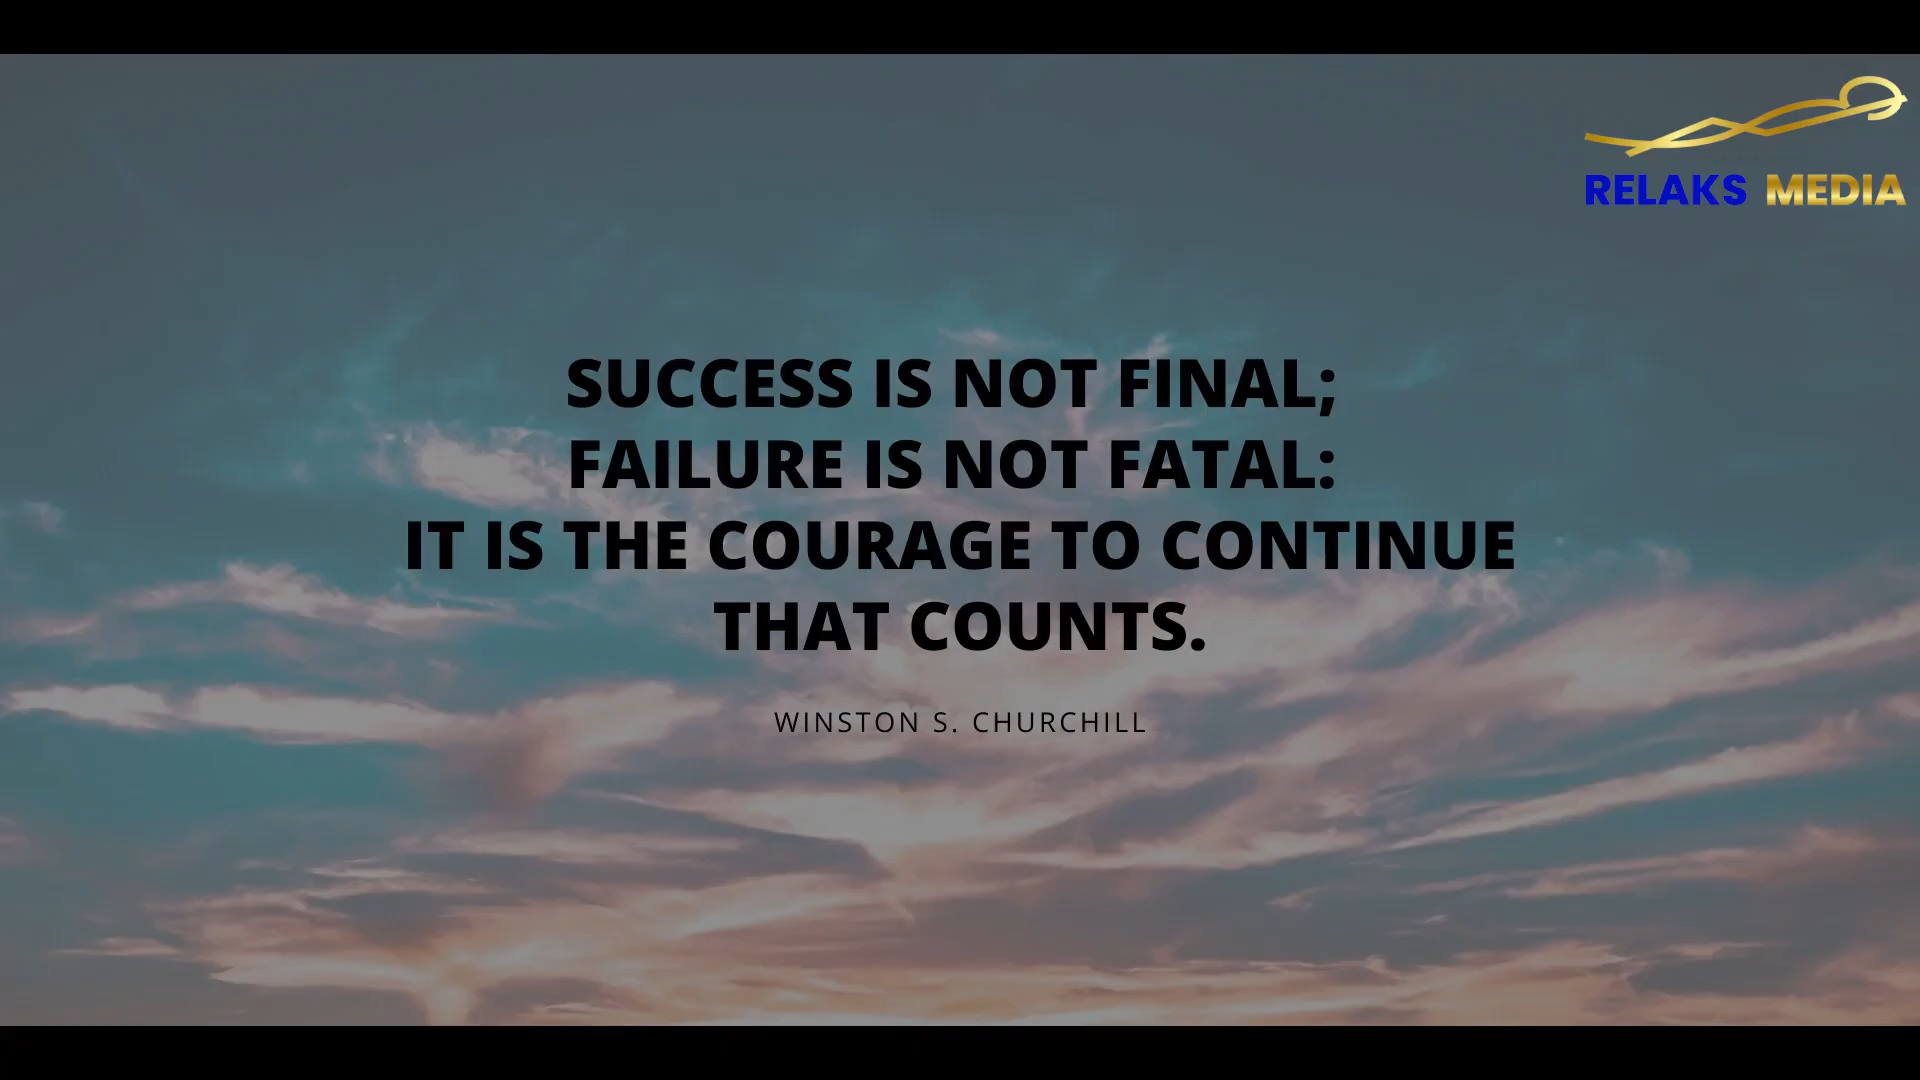 RELAKS MEDIA
SUCCESS IS NOT FINAL;
FAILURE IS NOT FATAL:
IT IS THE COURAGE TO CONTINUE
THAT COUNTS.
WINSTON S. CHURCHILL